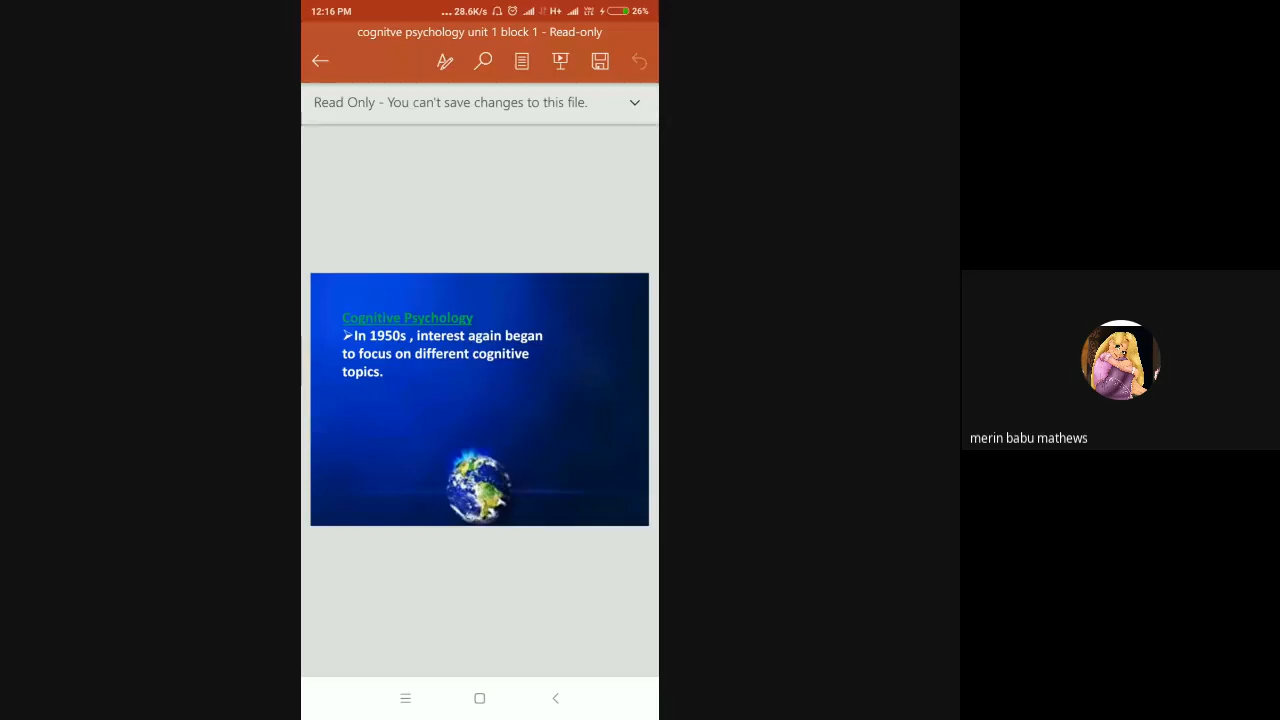 12:16 PM
... 28.6K/s H+ 26%
cognitve psychology unit 1 block 1 - Read-only
Read Only - You can't save changes to this file.
Cognitive Psychology
➢In 1950s , interest again began
to focus on different cognitive
topics.
merin babu mathews